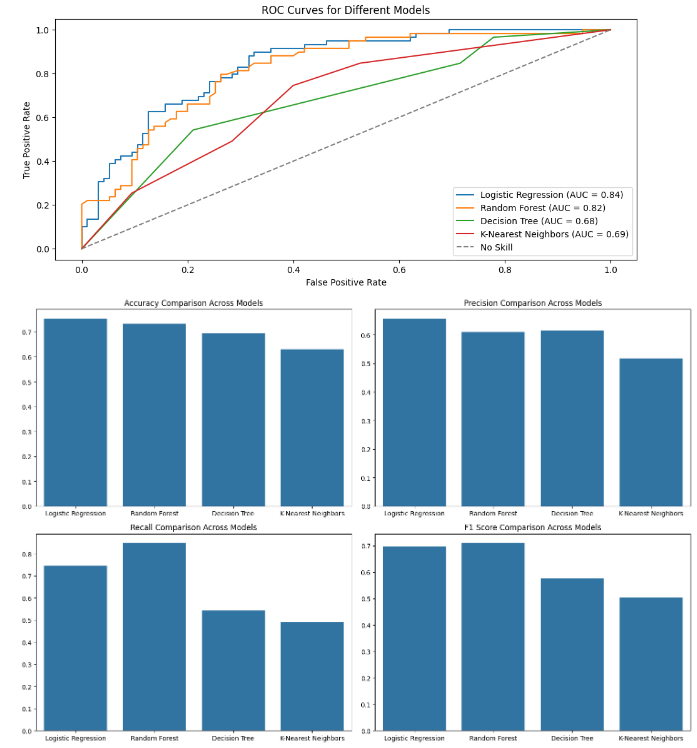 ROC Curves for Different Models
1.0
0.8
0.6
0.4
0.2
0.0
True Positive Rate
Logistic Regression (AUC = 0.84)
Random Forest (AUC = 0.82)
Decision Tree (AUC = 0.68)
K-Nearest Neighbors (AUC = 0.69)
No Skill
0.0 0.2 0.4 0.6 0.8 1.0
False Positive Rate
Accuracy Comparison Across Models
0.7
0.6
0.5
0.4
0.3
0.2
0.1
0.0
Logistic Regression Random Forest Decision Tree K-Nearest Neighbors
Precision Comparison Across Models
0.6
0.5
0.4
0.3
0.2
0.1
0.0
Logistic Regression Random Forest Decision Tree K-Nearest Neighbors
Recall Comparison Across Models
0.8
0.7
0.6
0.5
0.4
0.3
0.2
0.1
0.0
Logistic Regression Random Forest Decision Tree K-Nearest Neighbors
F1 Score Comparison Across Models
0.7
0.6
0.5
0.4
0.3
0.2
0.1
0.0
Logistic Regression Random Forest Decision Tree K-Nearest Neighbors